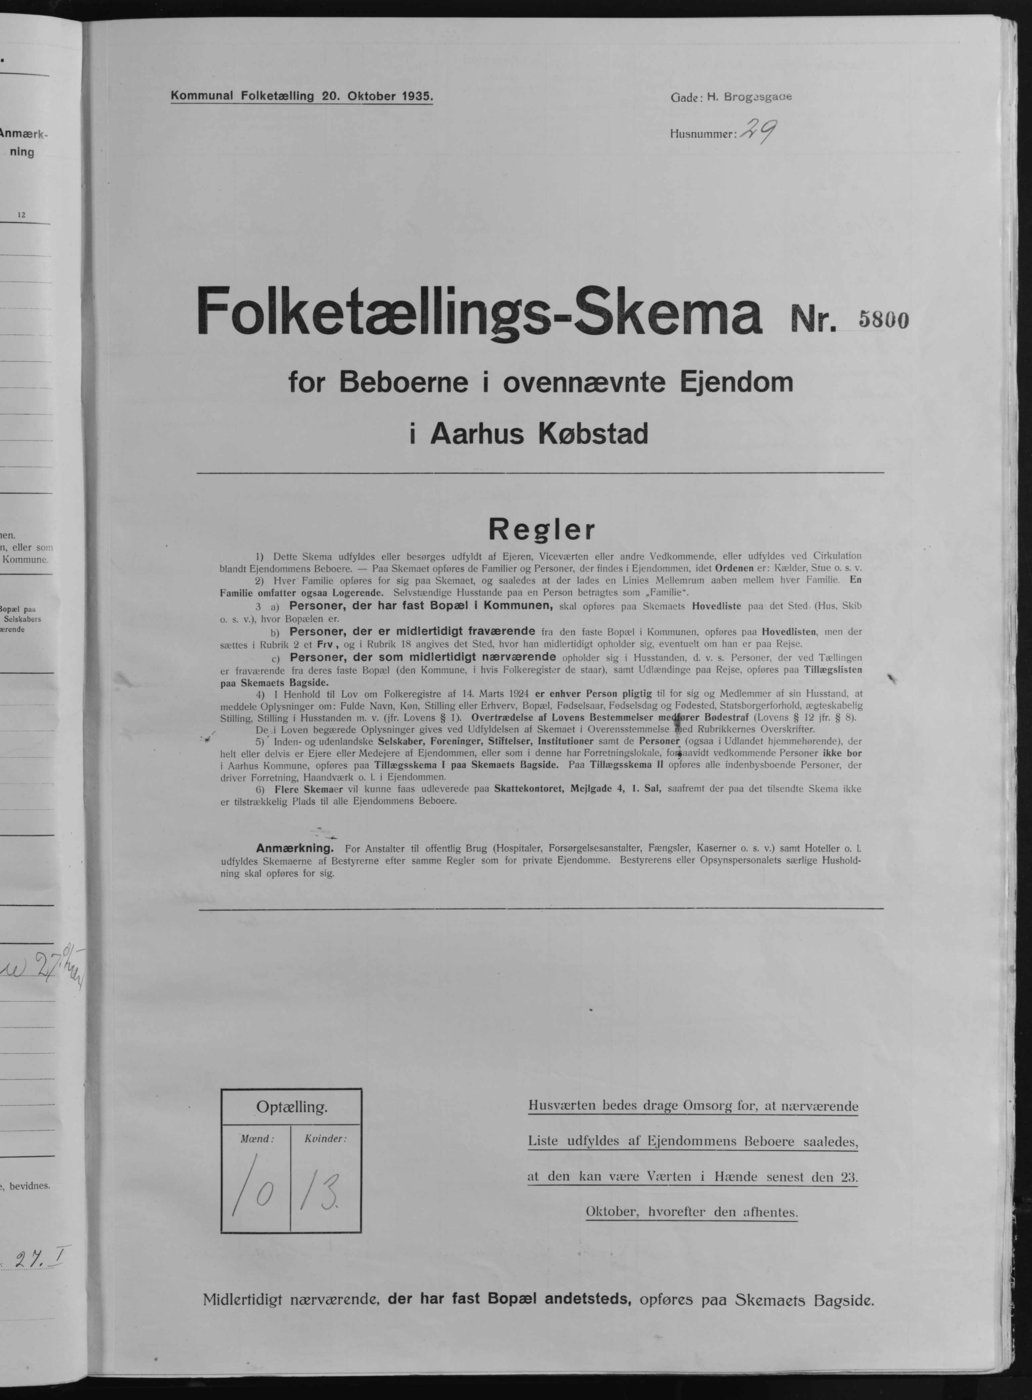 Anmærk-
ning
12
en.
n, eller som
Kommune.
Bopæl paa
Selskabers
ærende
27.
e, bevidnes.
27. I
Kommunal Folketælling 20. Oktober 1935.
Gade: H. Brogesgade
Husnummer: 29
Folketællings-Skema Nr. 5800
for Beboerne i ovennævnte Ejendom
i Aarhus Købstad
Regler
1) Dette Skema udfyldes eller besørges udfyldt af Ejeren, Viceværten eller andre Vedkommende, eller udfyldes ved Cirkulation
blandt Ejendommens Beboere. — Paa Skemaet opføres de Familier og Personer, der findes i Ejendommen, idet Ordenen er: Kælder, Stue o. s. v.
2) Hver Familie opføres for sig paa Skemaet, og saaledes at der lades en Linies Mellemrum aaben mellem hver Familie. En
Familie omfatter ogsaa Logerende. Selvstændige Husstande paa en Person betragtes som „Familie“.
3 a) Personer, der har fast Bopæl i Kommunen, skal opføres paa Skemaets Hovedliste paa det Sted (Hus, Skib
o. s. v.), hvor Bopælen er.
b) Personer, der er midlertidigt fraværende fra den faste Bopæl i Kommunen, opføres paa Hovedlisten, men der
sættes i Rubrik 2 et Frv, og i Rubrik 18 angives det Sted, hvor han midlertidigt opholder sig, eventuelt om han er paa Rejse.
c) Personer, der som midlertidigt nærværende opholder sig i Husstanden, d. v. s. Personer, der ved Tællingen
er fraværende fra deres faste Bopæl (den Kommune, i hvis Folkeregister de staar), samt Udlændinge paa Rejse, opføres paa Tillægslisten
paa Skemaets Bagside.
4) I Henhold til Lov om Folkeregistre af 14. Marts 1924 er enhver Person pligtig til for sig og Medlemmer af sin Husstand, at
meddele Oplysninger om: Fulde Navn, Køn, Stilling eller Erhverv, Bopæl, Fødselsaar, Fødselsdag og Fødested, Statsborgerforhold, ægteskabelig
Stilling, Stilling i Husstanden m. v. (jfr. Lovens § 1). Overtrædelse af Lovens Bestemmelser medfører Bødestraf (Lovens § 12 jfr. § 8).
De i Loven begærede Oplysninger gives ved Udfyldelsen af Skemaet i Overensstemmelse med Rubrikkernes Overskrifter.
5) Inden- og udenlandske Selskaber, Foreninger, Stiftelser, Institutioner samt de Personer (ogsaa i Udlandet hjemmehørende), der
helt eller delvis er Ejere eller Medejere af Ejendommen, eller som i denne har Forretningslokale, forsaavidt vedkommende Personer ikke bor
i Aarhus Kommune, opføres paa Tillægsskema I paa Skemaets Bagside. Paa Tillægsskema II opføres alle indenbysboende Personer, der
driver Forretning, Haandværk o. l. i Ejendommen.
6) Flere Skemaer vil kunne faas udleverede paa Skattekontoret, Mejlgade 4, 1. Sal, saafremt der paa det tilsendte Skema ikke
er tilstrækkelig Plads til alle Ejendommens Beboere.
Anmærkning. For Anstalter til offentlig Brug (Hospitaler, Forsørgelsesanstalter, Fængsler, Kaserner o. s. v.) samt Hoteller o. l.
udfyldes Skemaerne af Bestyrerne efter samme Regler som for private Ejendomme. Bestyrerens eller Opsynspersonalets særlige Hushold-
ning skal opføres for sig.
Optælling.
Mænd: Kvinder:
10 13.
Husværten bedes drage Omsorg for, at nærværende
Liste udfyldes af Ejendommens Beboere saaledes,
at den kan være Værten i Hænde senest den 23.
Oktober, hvorefter den afhentes.
Midlertidigt nærværende, der har fast Bopæl andetsteds, opføres paa Skemaets Bagside.